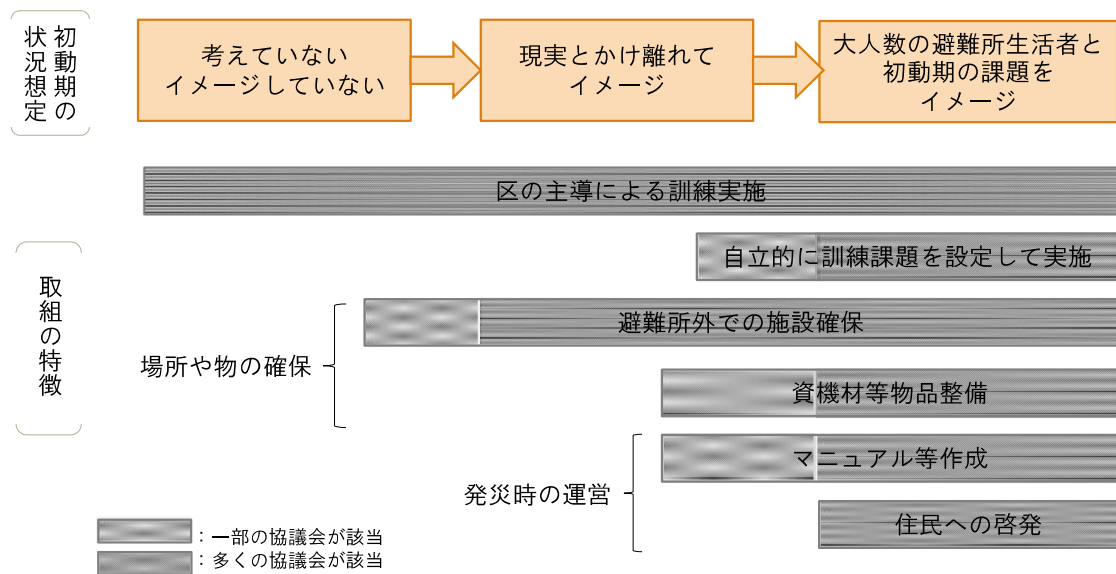 初動期の
状況想定
考えていない
イメージしていない
現実とかけ離れて
イメージ
大人数の避難所生活者と
初動期の課題を
イメージ
区の主導による訓練実施
取組の特徴
自立的に訓練課題を設定して実施
場所や物の確保
避難所外での施設確保
資機材等物品整備
発災時の運営
マニュアル等作成
住民への啓発
：一部の協議会が該当
：多くの協議会が該当